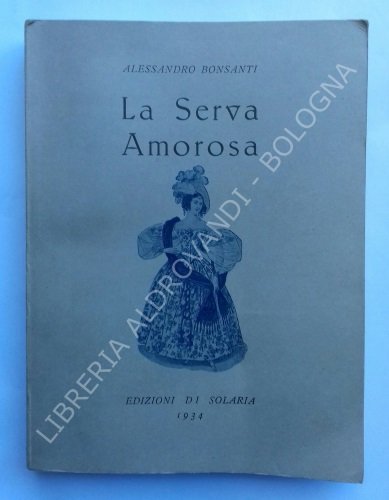 ALESSANDRO BONSANTI
La Serva
Amorosa
EDIZIONI DI SOLARIA
1934
LIBRERIA ALDROVANDI - BOLOGNA